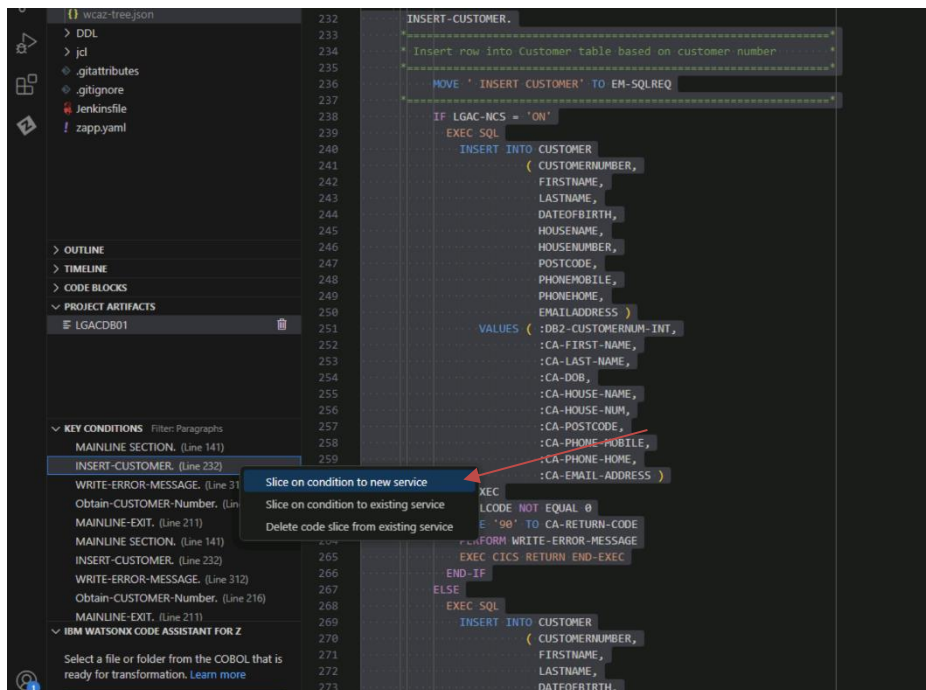 {} wcaz-tree.json
> DDL
> jcl
.gitattributes
.gitignore
Jenkinsfile
! zapp.yaml
> OUTLINE
> TIMELINE
> CODE BLOCKS
PROJECT ARTIFACTS
LGACDB01
KEY CONDITIONS Filter: Paragraphs
MAINLINE SECTION. (Line 141)
INSERT-CUSTOMER. (Line 232)
WRITE-ERROR-MESSAGE. (Line 31
Obtain-CUSTOMER-Number. (Lin
MAINLINE-EXIT. (Line 211)
MAINLINE SECTION. (Line 141)
INSERT-CUSTOMER. (Line 232)
WRITE-ERROR-MESSAGE. (Line 312)
Obtain-CUSTOMER-Number. (Line 216)
MAINLINE-EXIT. (Line 211)
IBM WATSONX CODE ASSISTANT FOR Z
Select a file or folder from the COBOL that is
ready for transformation. Learn more
1
Slice on condition to new service
Slice on condition to existing service
Delete code slice from existing service
232 INSERT-CUSTOMER.
233 *================================================================*
234 * Insert row into Customer table based on customer number *
235 *================================================================*
236 MOVE ' INSERT CUSTOMER' TO EM-SQLREQ
237 *================================================================*
238 IF LGAC-NCS = 'ON'
239 EXEC SQL
240 INSERT INTO CUSTOMER
241 ( CUSTOMERNUMBER,
242 FIRSTNAME,
243 LASTNAME,
244 DATEOFBIRTH,
245 HOUSENAME,
246 HOUSENUMBER,
247 POSTCODE,
248 PHONEMOBILE,
249 PHONEHOME,
250 EMAILADDRESS )
251 VALUES ( :DB2-CUSTOMERNUM-INT,
252 :CA-FIRST-NAME,
253 :CA-LAST-NAME,
254 :CA-DOB,
255 :CA-HOUSE-NAME,
256 :CA-HOUSE-NUM,
257 :CA-POSTCODE,
258 :CA-PHONE-MOBILE,
259 :CA-PHONE-HOME,
:CA-EMAIL-ADDRESS )
EXEC
LCODE NOT EQUAL 0
E '90' TO CA-RETURN-CODE
PERFORM WRITE-ERROR-MESSAGE
265 EXEC CICS RETURN END-EXEC
266 END-IF
267 ELSE
268 EXEC SQL
269 INSERT INTO CUSTOMER
270 ( CUSTOMERNUMBER,
271 FIRSTNAME,
272 LASTNAME,
273 DATEOFBIRTH,